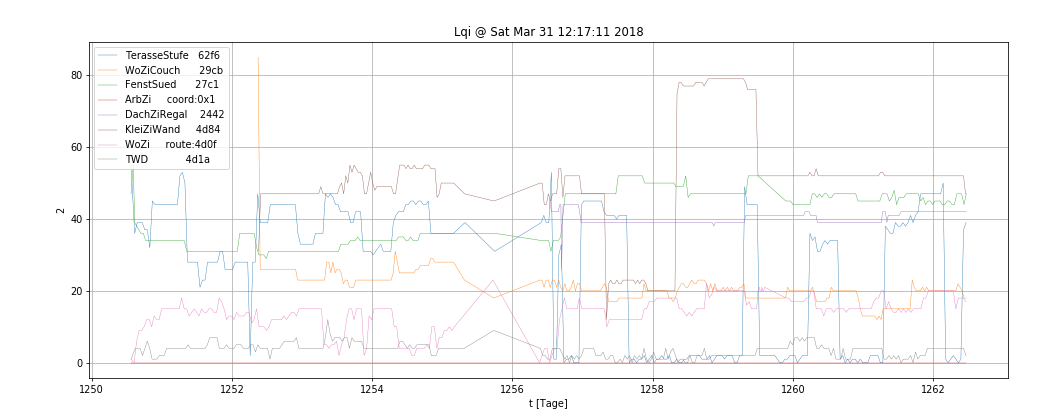 Lqi @ Sat Mar 31 12:17:11 2018
TerasseStufe 62f6
WoZiCouch 29cb
FenstSued 27c1
ArbZi coord:0x1
DachZiRegal 2442
KleiZiWand 4d84
WoZi route:4d0f
TWD 4d1a
80
60
40
20
0
2
1250 1252 1254 1256 1258 1260 1262
t [Tage]